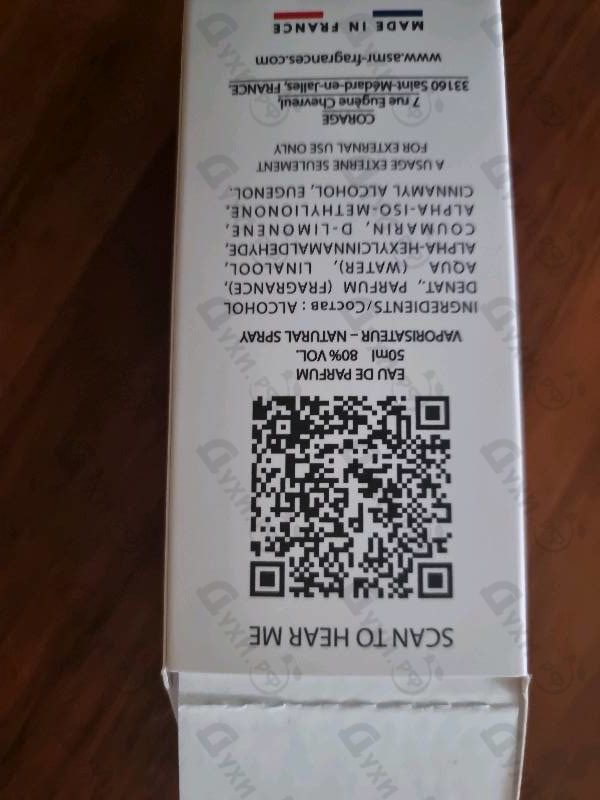 SCAN TO HEAR ME
EAU DE PARFUM
50ml 80% VOL.
VAPORISATEUR – NATURAL SPRAY
INGREDIENTS/Состав : ALCOHOL
DENAT., PARFUM (FRAGRANCE),
AQUA (WATER), LINALOOL,
ALPHA-HEXYLCINNAMALDEHYDE,
COUMARIN, D-LIMONENE,
ALPHA-ISO-METHYLIONONE,
CINNAMYL ALCOHOL, EUGENOL.
A USAGE EXTERNE SEULEMENT
FOR EXTERNAL USE ONLY
CORAGE
7 rue Eugène Chevreul,
33160 Saint-Médard-en-Jalles, FRANCE
www.asmr-fragrances.com
MADE IN FRANCE
Духи.рф